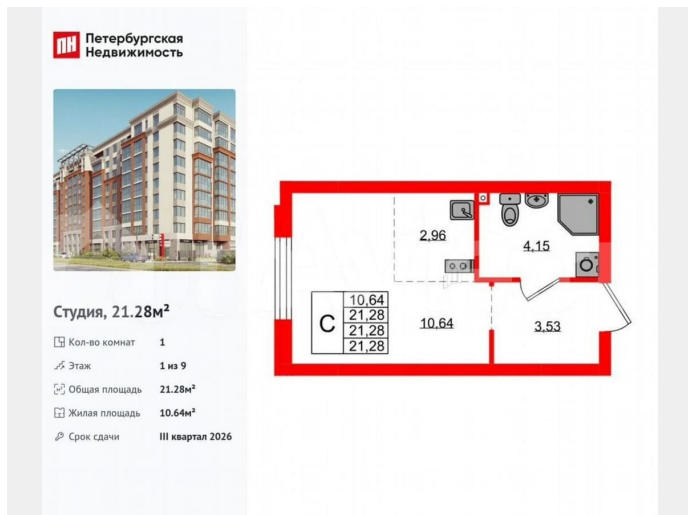 ПН
Петербургская
Недвижимость
Студия, 21.28м²
Кол-во комнат 1
Этаж 1 из 9
Общая площадь 21.28м²
Жилая площадь 10.64м²
Срок сдачи III квартал 2026
2,96
4,15
С
10,64
21,28
21,28
21,28
10,64
3,53